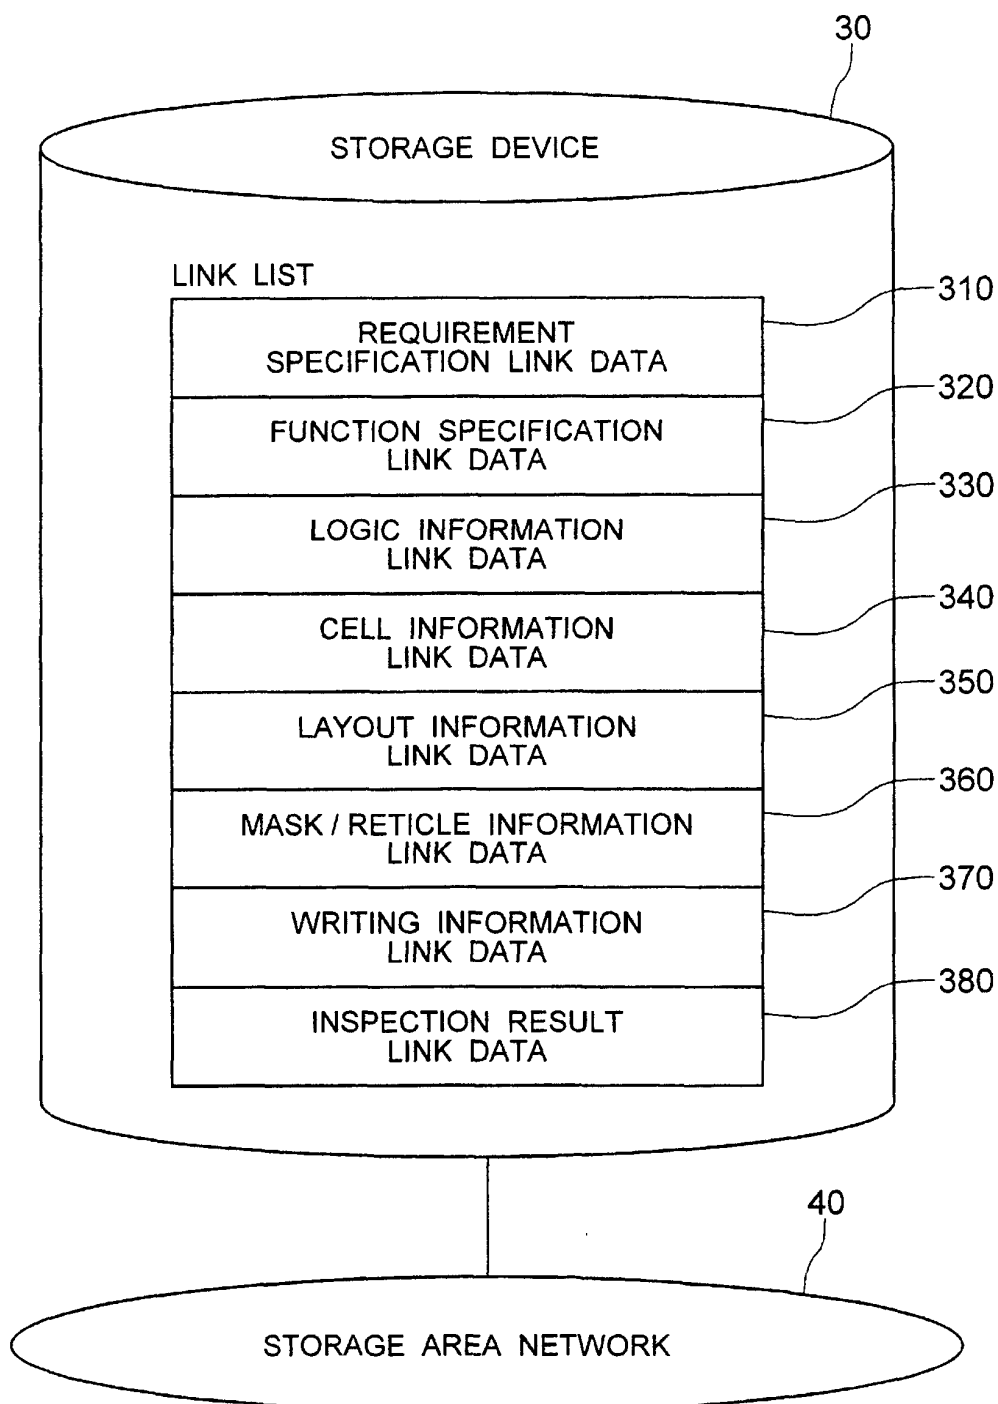 30
STORAGE DEVICE
LINK LIST
REQUIREMENT
SPECIFICATION LINK DATA
310
FUNCTION SPECIFICATION
LINK DATA
320
LOGIC INFORMATION
LINK DATA
330
CELL INFORMATION
LINK DATA
340
LAYOUT INFORMATION
LINK DATA
350
MASK / RETICLE INFORMATION
LINK DATA
360
WRITING INFORMATION
LINK DATA
370
INSPECTION RESULT
LINK DATA
380
40
STORAGE AREA NETWORK